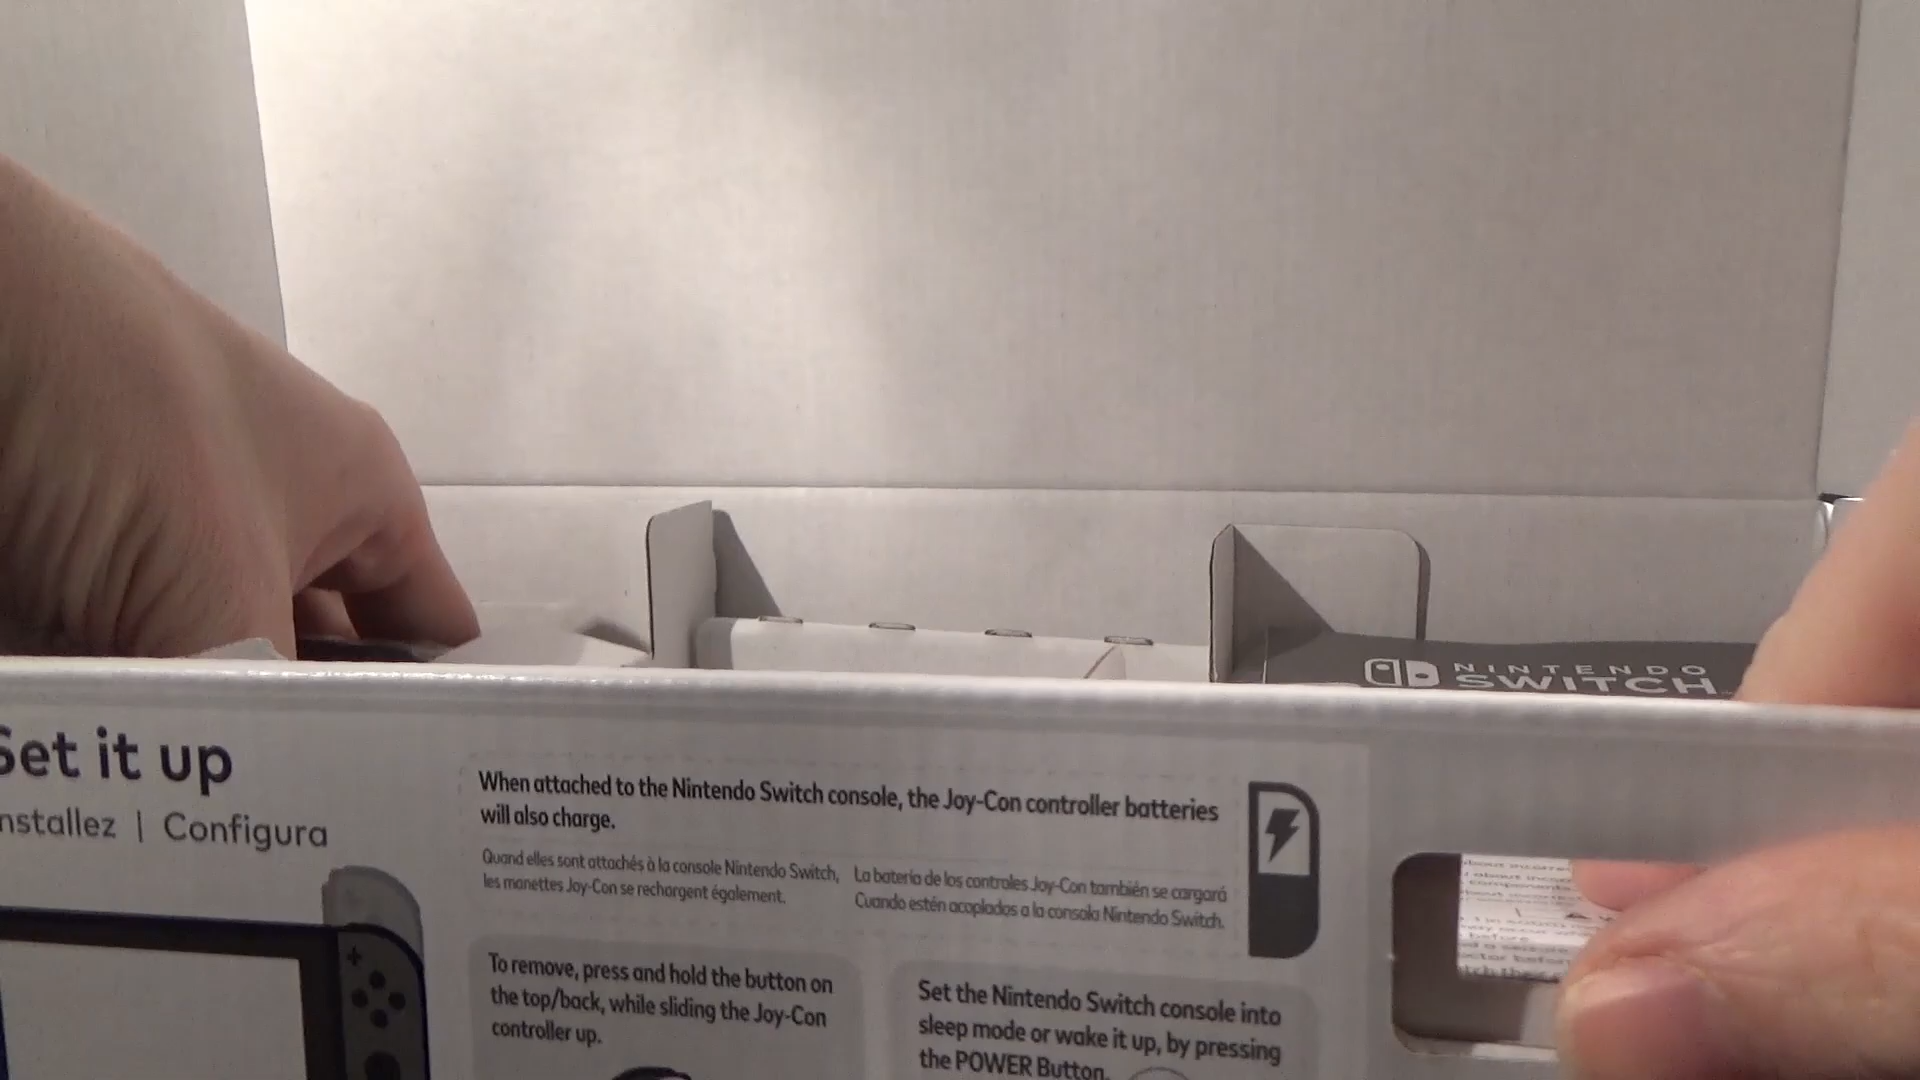 NINTENDO
SWITCH
Set it up
nstallez | Configura
When attached to the Nintendo Switch console, the Joy-Con controller batteries
will also charge.
Quand elles sont attachés à la console Nintendo Switch,
les manettes Joy-Con se rechargent également.
La batería de los controles Joy-Con también se cargará
Cuando estén acoplados a la consola Nintendo Switch.
To remove, press and hold the button on
the top/back, while sliding the Joy-Con
controller up.
Set the Nintendo Switch console into
sleep mode or wake it up, by pressing
the POWER Button.
before